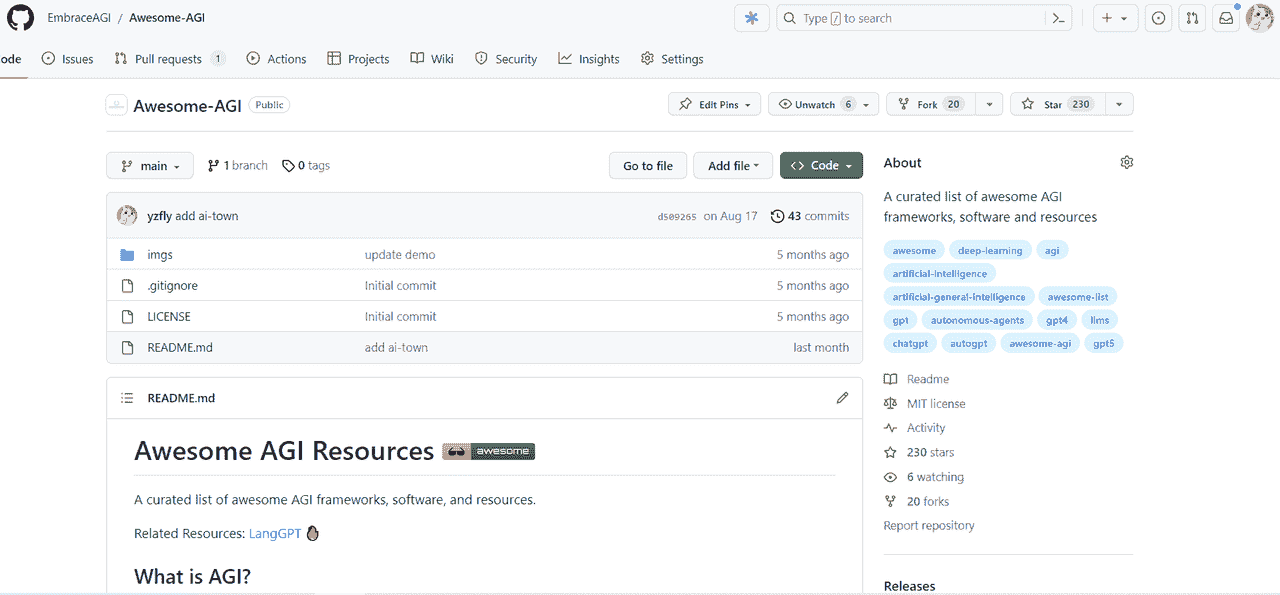 EmbraceAGI / Awesome-AGI
Type / to search
ode Issues Pull requests 1 Actions Projects Wiki Security Insights Settings
Awesome-AGI Public
Edit Pins Unwatch 6 Fork 20 Star 230
main 1 branch 0 tags Go to file Add file <> Code
yzfly add ai-town d509265 on Aug 17 43 commits
imgs update demo 5 months ago
.gitignore Initial commit 5 months ago
LICENSE Initial commit 5 months ago
README.md add ai-town last month
README.md
Awesome AGI Resources awesome
A curated list of awesome AGI frameworks, software, and resources.
Related Resources: LangGPT
What is AGI?
About
A curated list of awesome AGI
frameworks, software and resources
awesome deep-learning agi
artificial-intelligence
artificial-general-intelligence awesome-list
gpt autonomous-agents gpt4 llms
chatgpt autogpt awesome-agi gpt5
Readme
MIT license
Activity
230 stars
6 watching
20 forks
Report repository
Releases